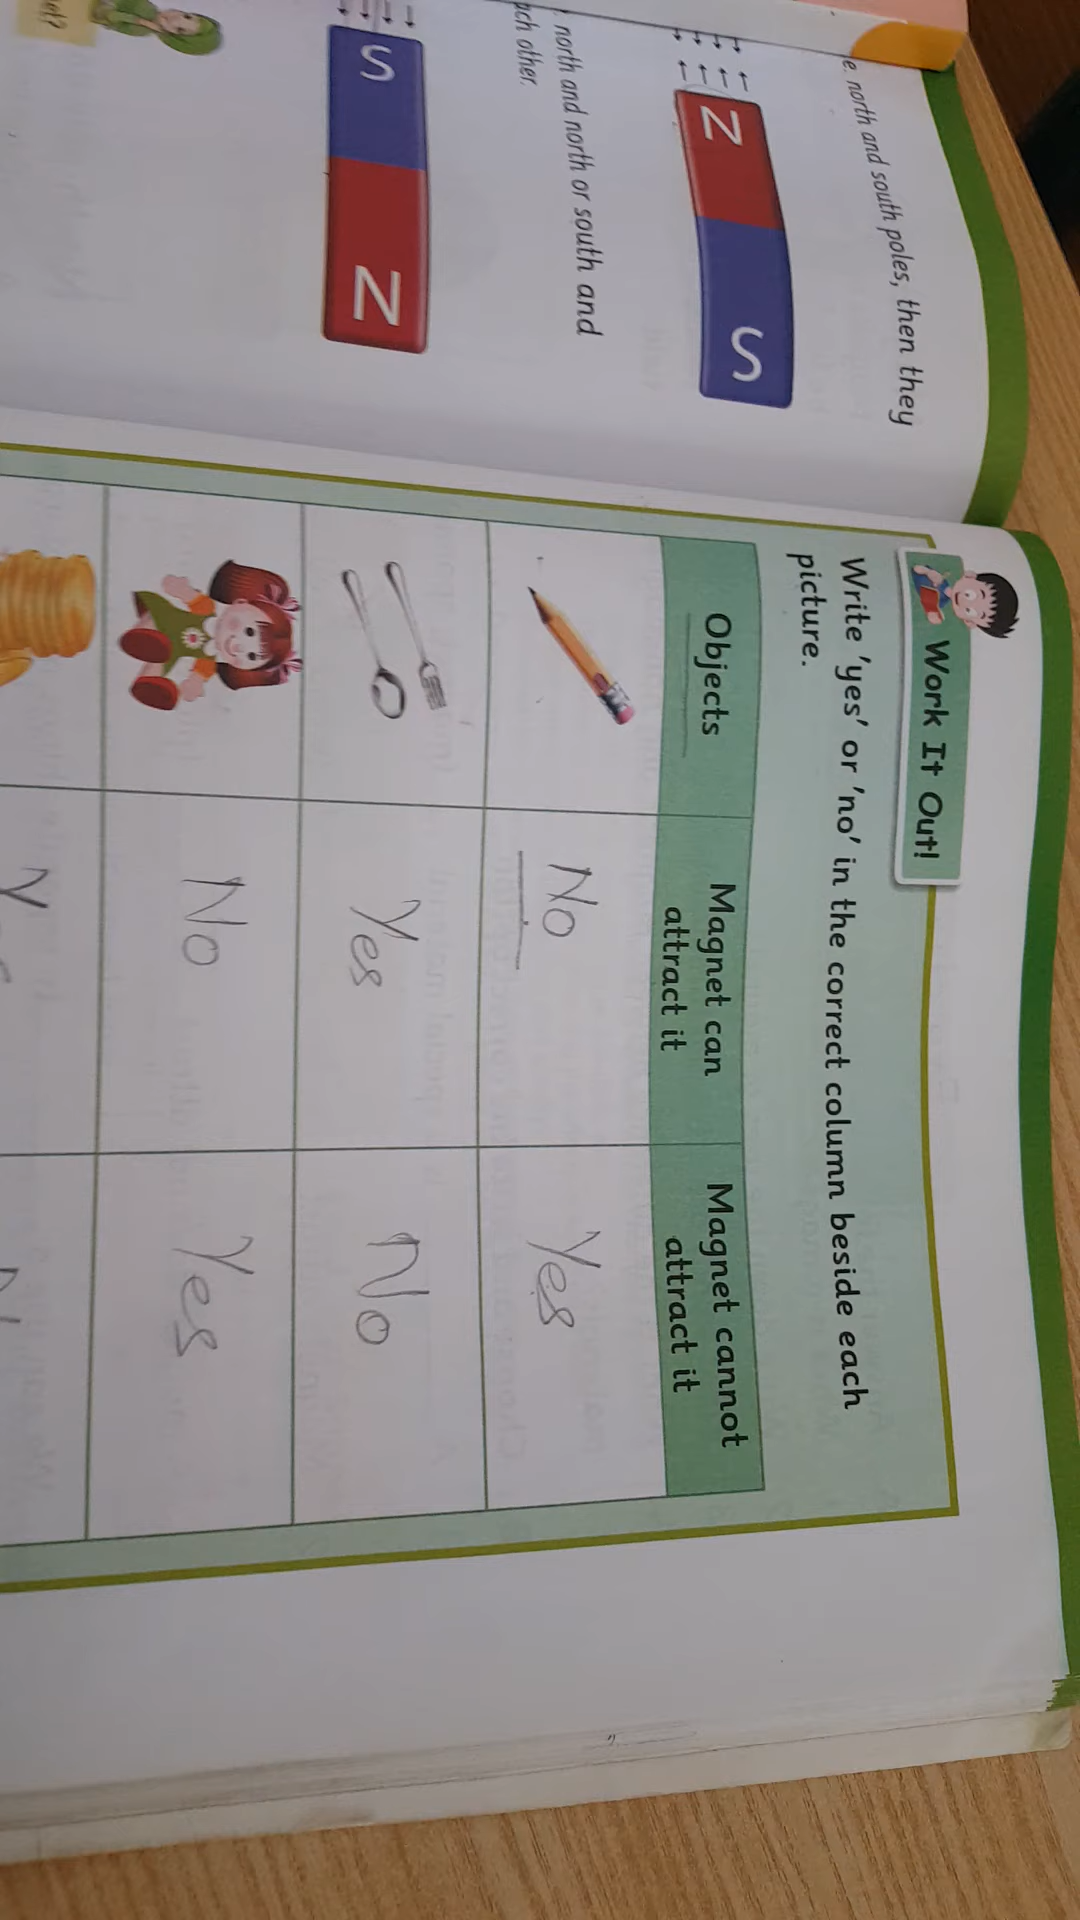 e. north and south poles, then they
N S
north and north or south and
ach other.
S N
Work It Out!
Write 'yes' or 'no' in the correct column beside each
picture.
Objects
Magnet can
attract it
Magnet cannot
attract it
No Yes
Yes No
No Yes